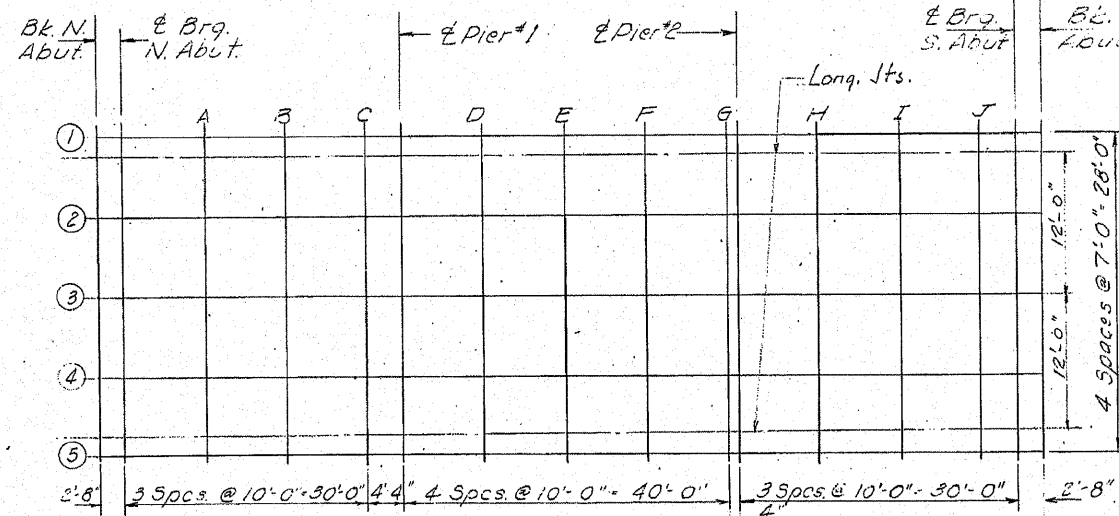 Bk. N.
Abut.
℄ Brg.
N. Abut.
℄ Pier #1
℄ Pier #2
℄ Brg.
S. Abut
Bk.
Abut
Long. Jts.
A B C D E F G H I J
1
2
3
4
5
12'-0"
12'-0"
4 Spaces @ 7'-0" = 28'-0"
2'-8"
3 Spcs. @ 10'-0" = 30'-0"
4'-4"
4 Spcs. @ 10'-0" = 40'-0"
3 Spcs. @ 10'-0" = 30'-0"
4"
2'-8"